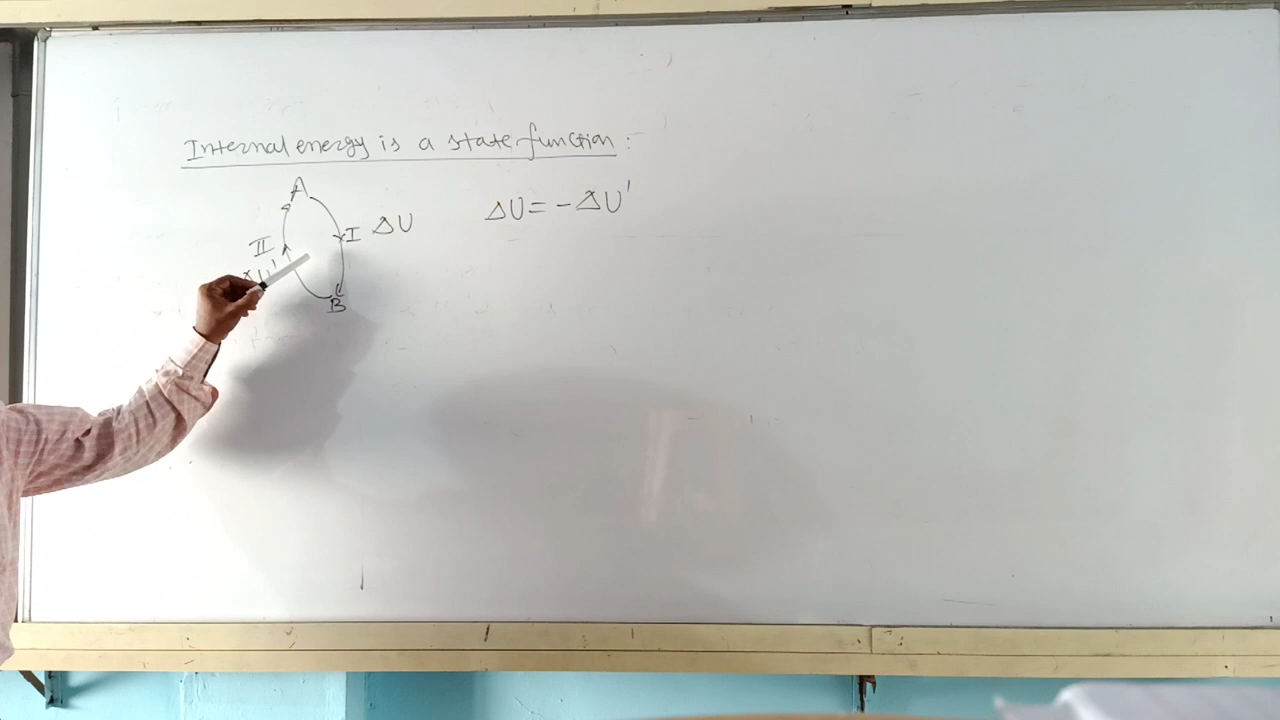 Internal energy is a state function :
A
ΔU = -ΔU'
I ΔU
II
B